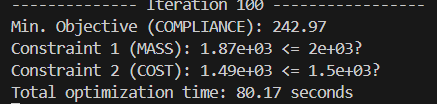 -------------- Iteration 100 -----------------
Min. Objective (COMPLIANCE): 242.97
Constraint 1 (MASS): 1.87e+03 <= 2e+03?
Constraint 2 (COST): 1.49e+03 <= 1.5e+03?
Total optimization time: 80.17 seconds